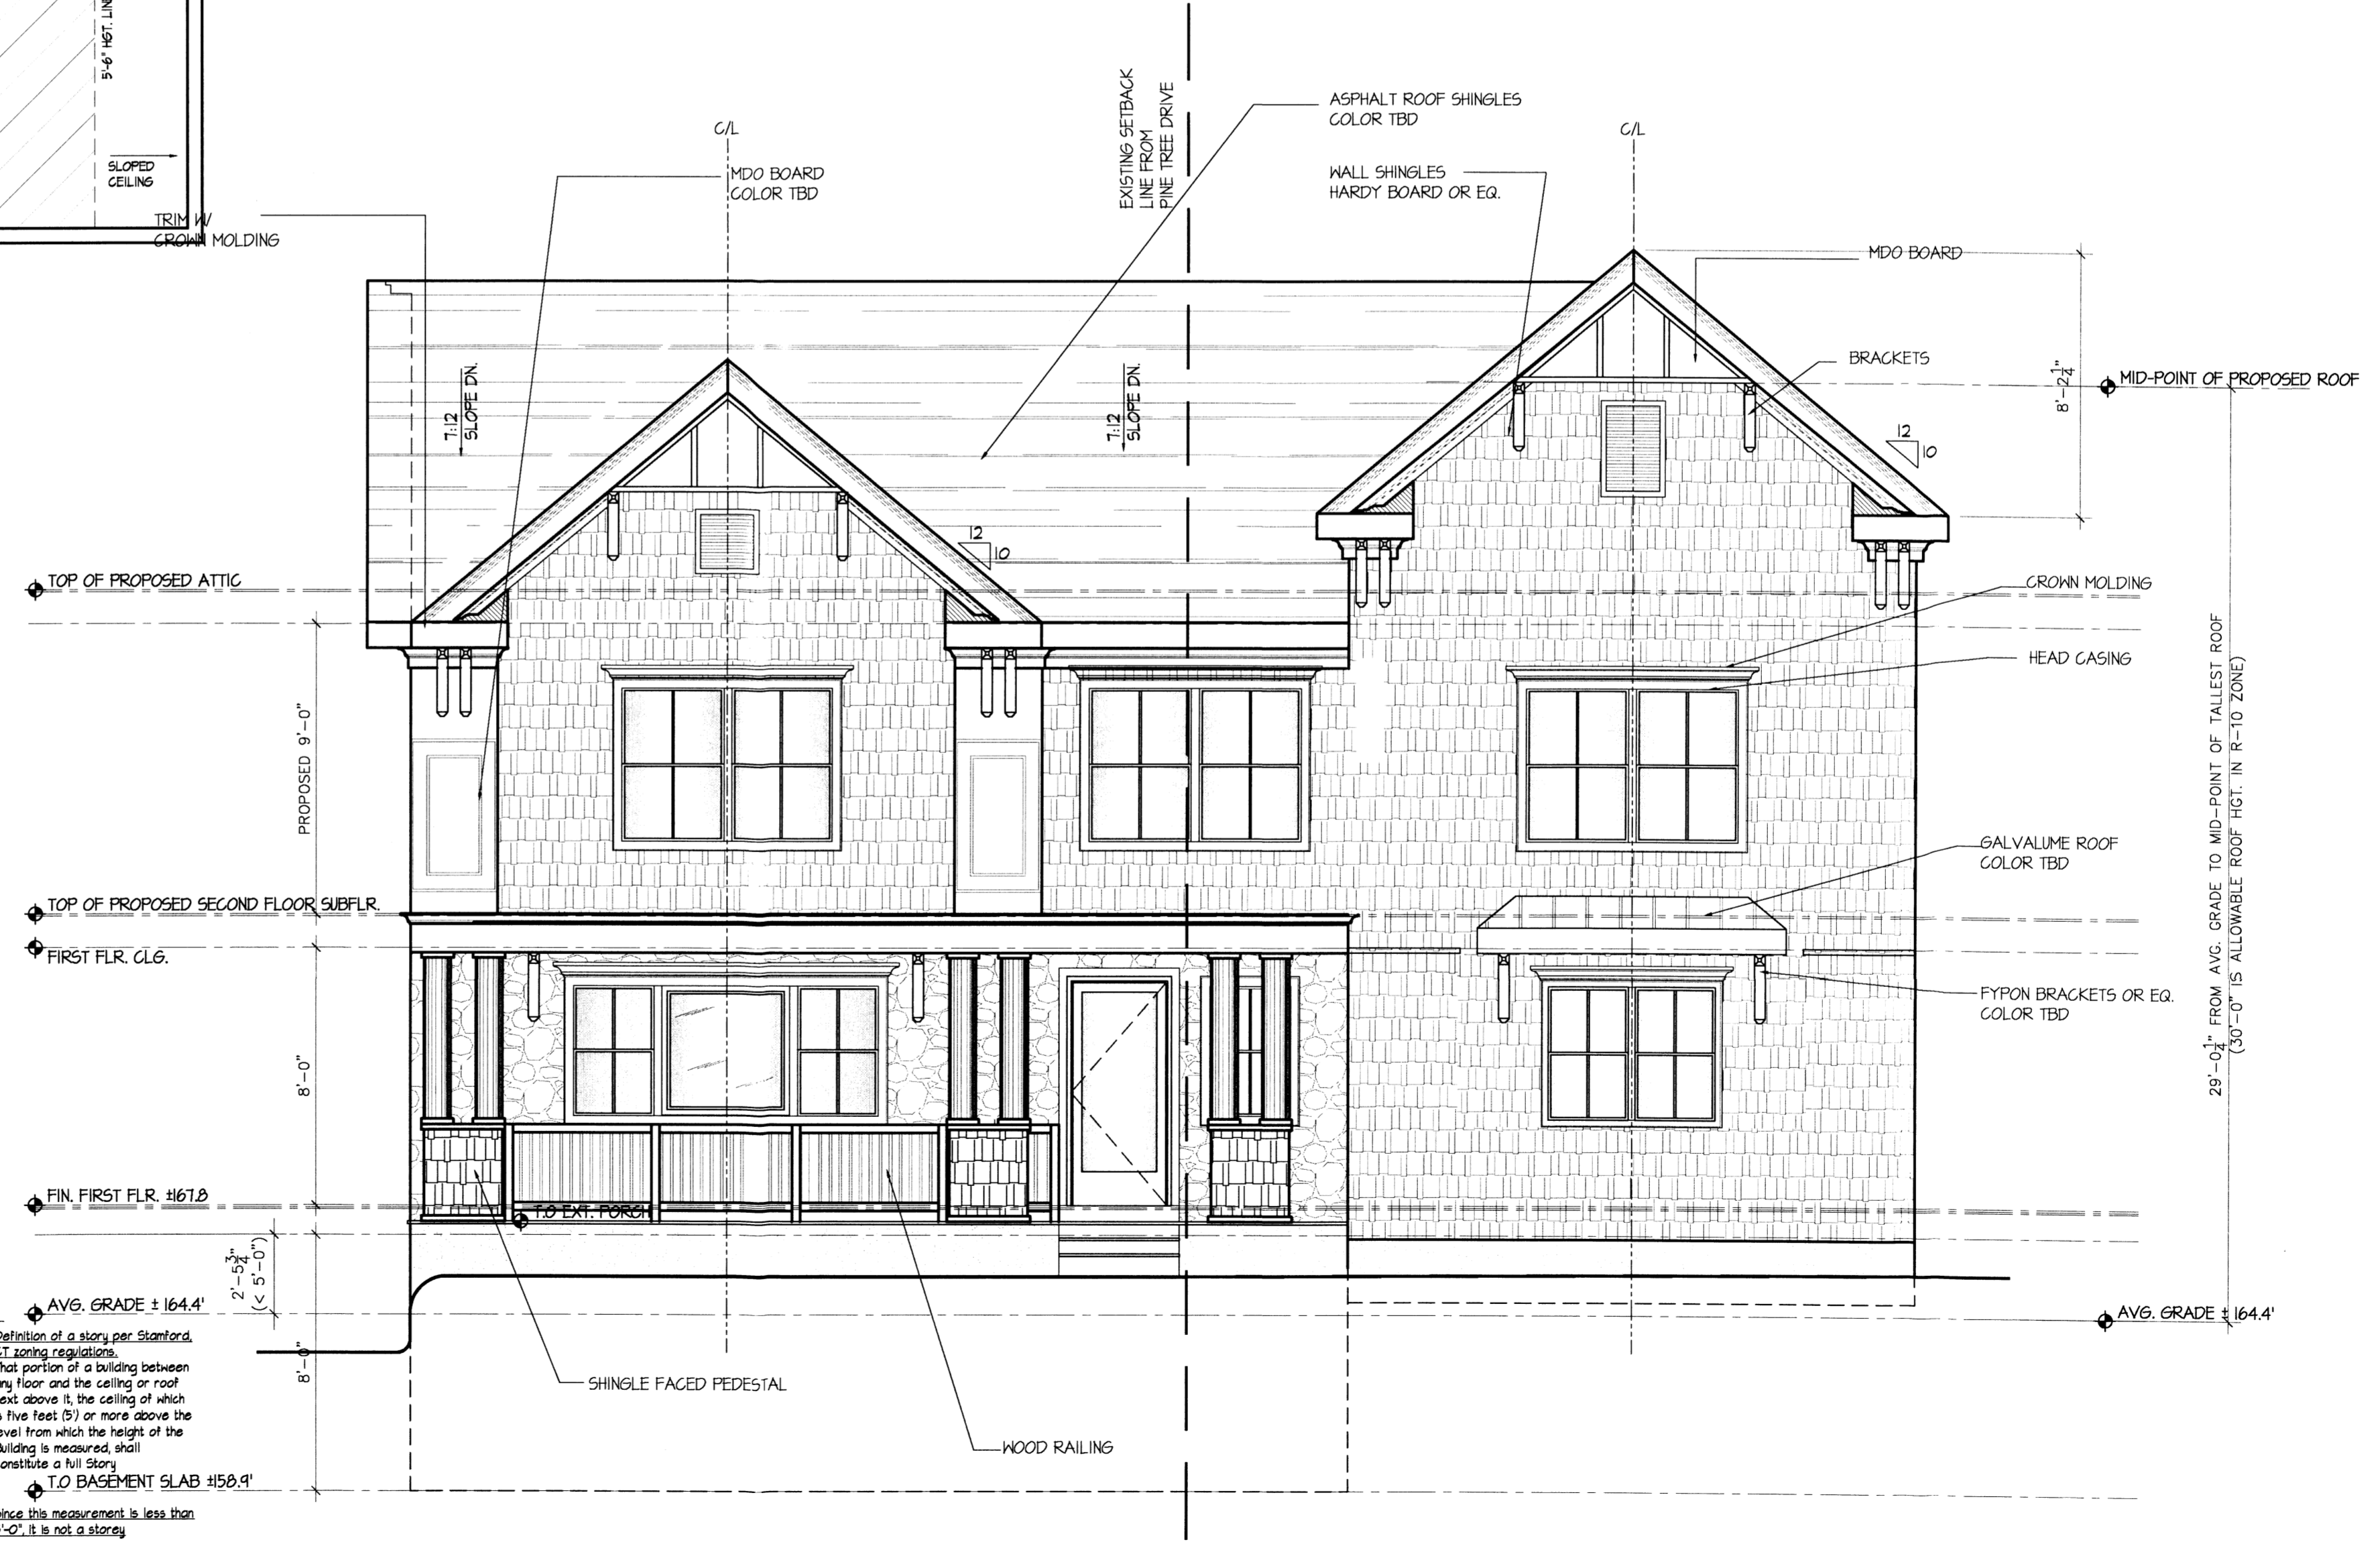 5'-6" HGT. LIN
SLOPED
CEILING
TRIM W/
CROWN MOLDING
C/L
MDO BOARD
COLOR TBD
EXISTING SETBACK
LINE FROM
PINE TREE DRIVE
ASPHALT ROOF SHINGLES
COLOR TBD
WALL SHINGLES
HARDY BOARD OR EQ.
C/L
MDO BOARD
BRACKETS
8'-2 1/4"
MID-POINT OF PROPOSED ROOF
7:12
SLOPE DN.
7:12
SLOPE DN.
12
10
12
10
TOP OF PROPOSED ATTIC
CROWN MOLDING
HEAD CASING
PROPOSED 9'-0"
GALVALUME ROOF
COLOR TBD
29'-0 1/4" FROM AVG. GRADE TO MID-POINT OF TALLEST ROOF
(30'-0" IS ALLOWABLE ROOF HGT. IN R-10 ZONE)
TOP OF PROPOSED SECOND FLOOR SUBFLR.
FIRST FLR. CLG.
FYPON BRACKETS OR EQ.
COLOR TBD
8'-0"
FIN. FIRST FLR. ±167.8
T.O EXT. PORCH
2'-5 3/4"
(< 5'-0")
AVG. GRADE ± 164.4'
AVG. GRADE ± 164.4'
Definition of a story per Stamford,
CT zoning regulations.
That portion of a building between
any floor and the ceiling or roof
next above it, the ceiling of which
is five feet (5') or more above the
level from which the height of the
Building is measured, shall
constitute a full Story
8'-0"
SHINGLE FACED PEDESTAL
WOOD RAILING
T.O BASEMENT SLAB ±158.9'
Since this measurement is less than
5'-0", it is not a storey